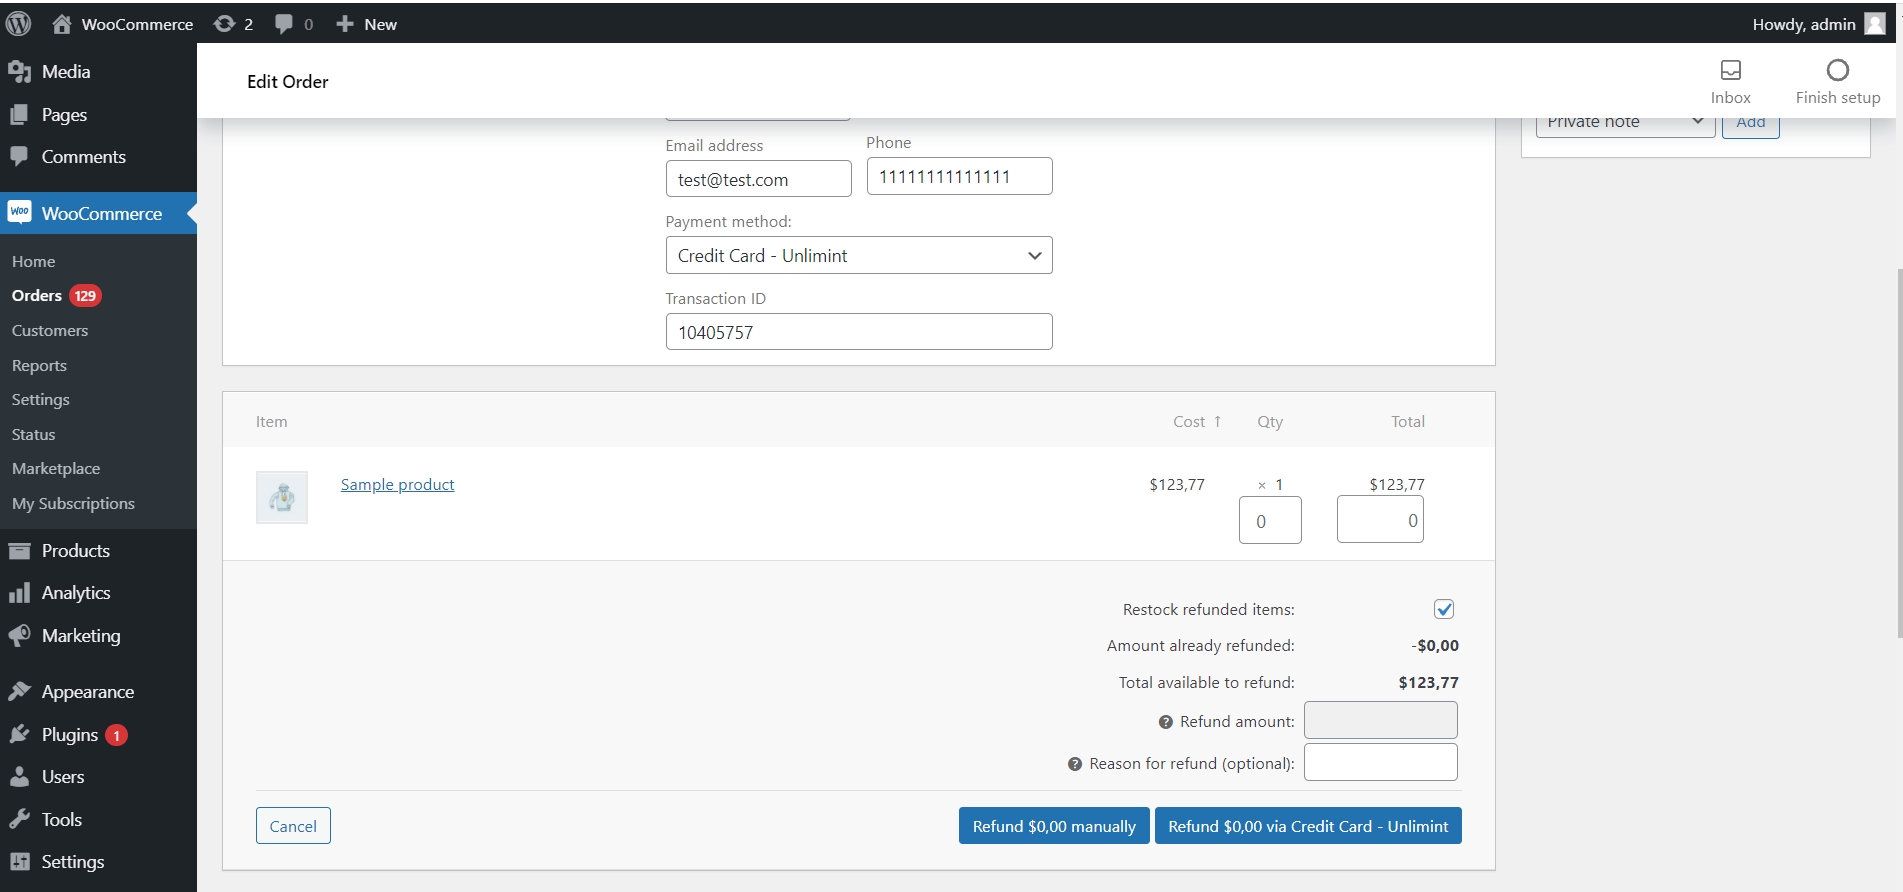 WooCommerce 2 0 New Howdy, admin
Media
Pages
Comments
Woo WooCommerce
Home
Orders 129
Customers
Reports
Settings
Status
Marketplace
My Subscriptions
Products
Analytics
Marketing
Appearance
Plugins 1
Users
Tools
Settings
Edit Order
Inbox
Finish setup
Private note
Add
Email address
Phone
test@test.com
11111111111111
Payment method:
Credit Card - Unlimint
Transaction ID
10405757
Item Cost ↑ Qty Total
Sample product $123,77 × 1 $123,77
0 0
Restock refunded items:
Amount already refunded: -$0,00
Total available to refund: $123,77
? Refund amount:
? Reason for refund (optional):
Cancel
Refund $0,00 manually
Refund $0,00 via Credit Card - Unlimint